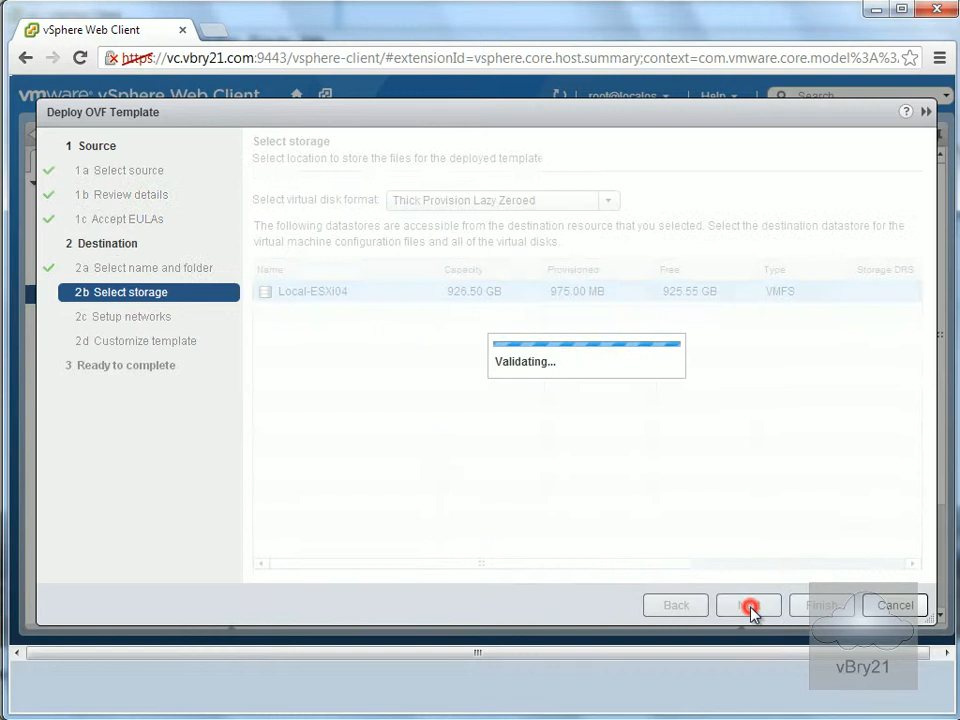 vSphere Web Client
https://vc.vbry21.com:9443/vsphere-client/#extensionId=vsphere.core.host.summary;context=com.vmware.core.model%3A%3.
vmware® vSphere Web Client
root@localos
Help
Search
Deploy OVF Template
1 Source
1a Select source
1b Review details
1c Accept EULAs
2 Destination
2a Select name and folder
2b Select storage
2c Setup networks
2d Customize template
3 Ready to complete
Select storage
Select location to store the files for the deployed template
Select virtual disk format: Thick Provision Lazy Zeroed
The following datastores are accessible from the destination resource that you selected. Select the destination datastore for the
virtual machine configuration files and all of the virtual disks.
Name Capacity Provisioned Free Type Storage DRS
Local-ESXi04 926.50 GB 975.00 MB 925.55 GB VMFS
Validating...
Back Finish Cancel
vBry21